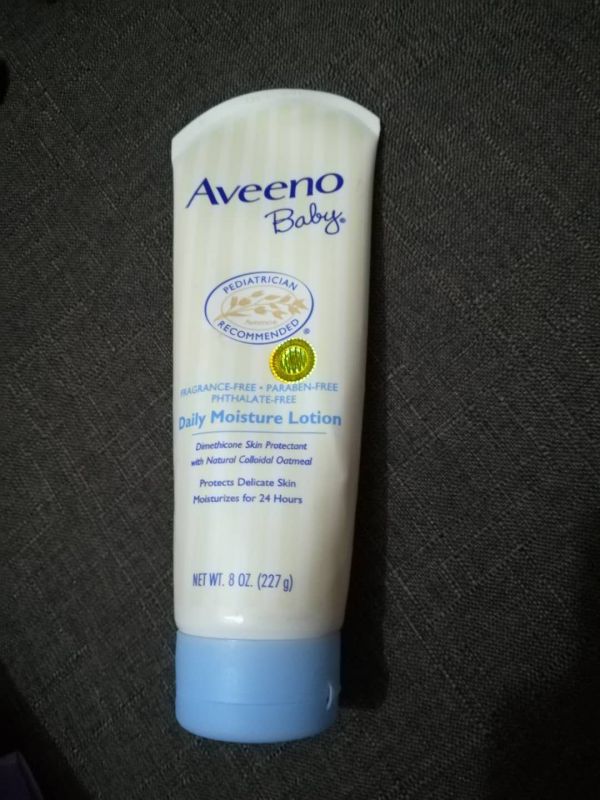 Aveeno
Baby®
PEDIATRICIAN
Aveeno
RECOMMENDED®
FRAGRANCE-FREE • PARABEN-FREE
PHTHALATE-FREE
Daily Moisture Lotion
Dimethicone Skin Protectant
with Natural Colloidal Oatmeal
Protects Delicate Skin
Moisturizes for 24 Hours
NET WT. 8 OZ. (227 g)